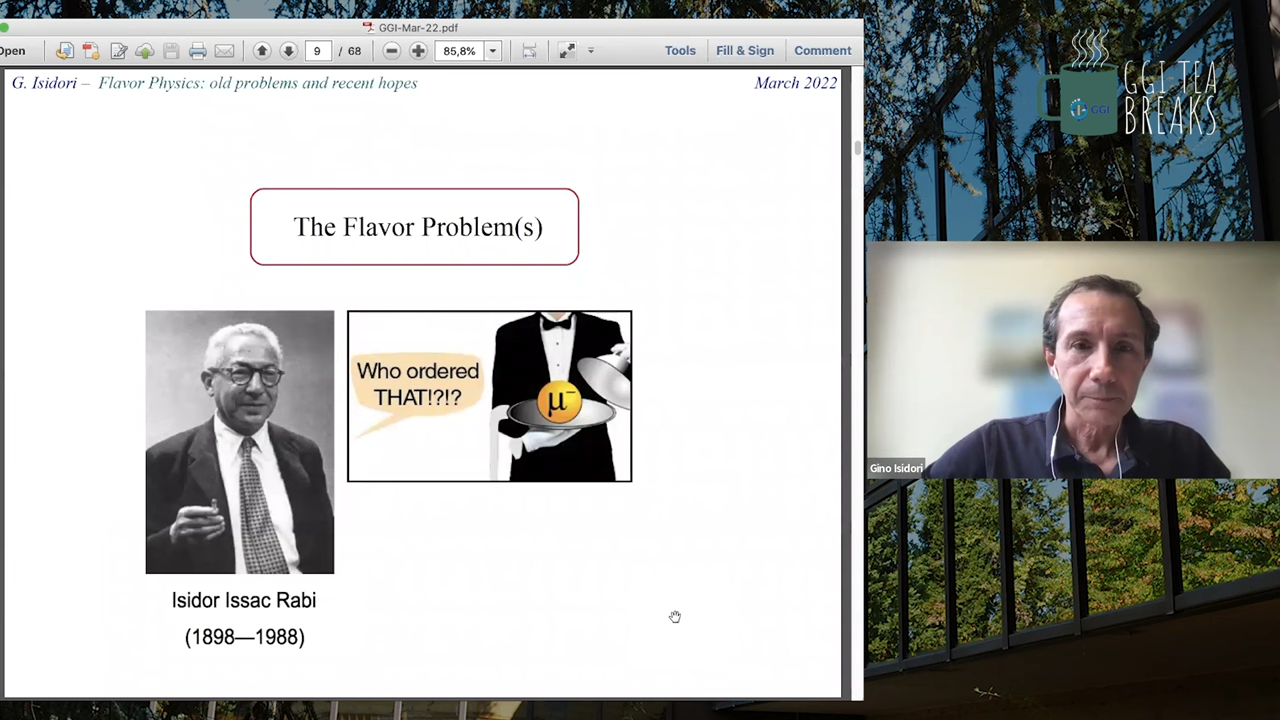 GGI-Mar-22.pdf
Open
9 / 68
85,8%
Tools
Fill & Sign
Comment
G. Isidori – Flavor Physics: old problems and recent hopes
March 2022
The Flavor Problem(s)
Who ordered
THAT!?!?
μ⁻
Isidor Issac Rabi
(1898—1988)
GGI TEA
BREAKS
GGI
Gino Isidori